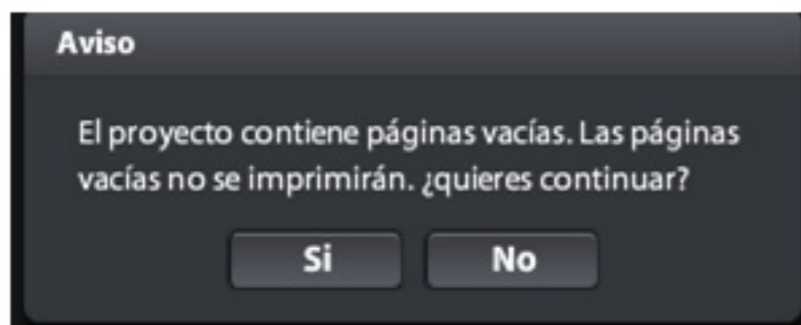 Aviso
El proyecto contiene páginas vacías. Las páginas
vacías no se imprimirán. ¿quieres continuar?
Si No